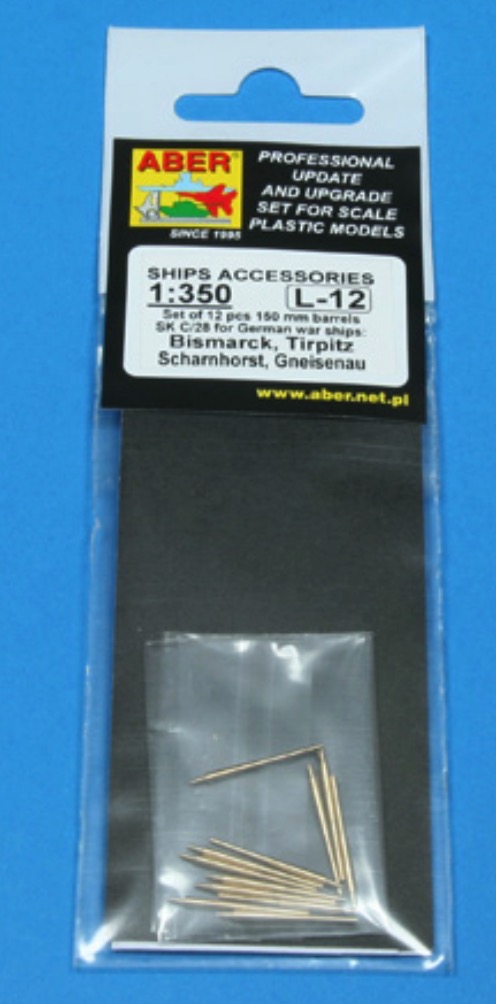 ABER®
SINCE 1995
PROFESSIONAL
UPDATE
AND UPGRADE
SET FOR SCALE
PLASTIC MODELS
SHIPS ACCESSORIES
1:350 L-12
Set of 12 pcs 150 mm barrels
SK C/28 for German war ships:
Bismarck, Tirpitz
Scharnhorst, Gneisenau
www.aber.net.pl